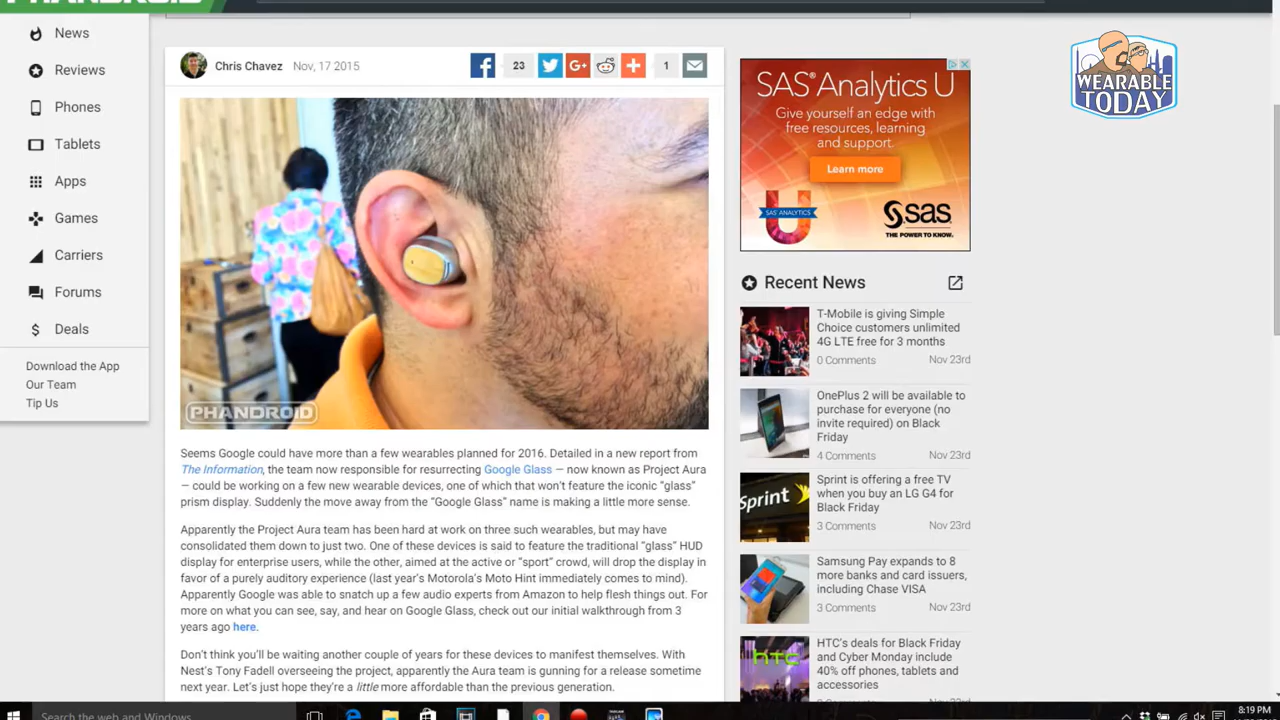 PHANDROID
News
Reviews
Phones
Tablets
Apps
Games
Carriers
Forums
Deals
Download the App
Our Team
Tip Us
Chris Chavez Nov, 17 2015
23
G+
1
PHANDROID
Seems Google could have more than a few wearables planned for 2016. Detailed in a new report from
The Information, the team now responsible for resurrecting Google Glass — now known as Project Aura
— could be working on a few new wearable devices, one of which that won't feature the iconic "glass"
prism display. Suddenly the move away from the "Google Glass" name is making a little more sense.
Apparently the Project Aura team has been hard at work on three such wearables, but may have
consolidated them down to just two. One of these devices is said to feature the traditional "glass" HUD
display for enterprise users, while the other, aimed at the active or "sport" crowd, will drop the display in
favor of a purely auditory experience (last year's Motorola's Moto Hint immediately comes to mind).
Apparently Google was able to snatch up a few audio experts from Amazon to help flesh things out. For
more on what you can see, say, and hear on Google Glass, check out our initial walkthrough from 3
years ago here.
Don't think you'll be waiting another couple of years for these devices to manifest themselves. With
Nest's Tony Fadell overseeing the project, apparently the Aura team is gunning for a release sometime
next year. Let's just hope they're a little more affordable than the previous generation.
SAS® Analytics U
Give yourself an edge with
free resources, learning
and support.
Learn more
SAS® ANALYTICS
U
sas
THE POWER TO KNOW.
Recent News
T-Mobile is giving Simple
Choice customers unlimited
4G LTE free for 3 months
0 Comments Nov 23rd
OnePlus 2 will be available to
purchase for everyone (no
invite required) on Black
Friday
4 Comments Nov 23rd
Sprint
Sprint is offering a free TV
when you buy an LG G4 for
Black Friday
3 Comments Nov 23rd
Samsung Pay expands to 8
more banks and card issuers,
including Chase VISA
3 Comments Nov 23rd
hTC
HTC's deals for Black Friday
and Cyber Monday include
40% off phones, tablets and
accessories
WEARABLE
TODAY
Search the web and Windows
8:19 PM